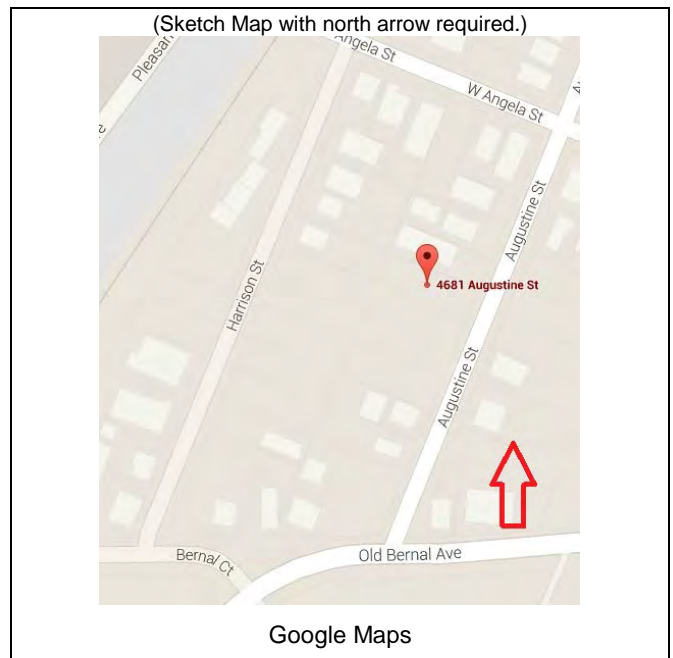 (Sketch Map with north arrow required.)
Angela St
W Angela St
Augustine St
4681 Augustine St
Harrison St
Augustine St
Bernal Ct
Old Bernal Ave
Google Maps